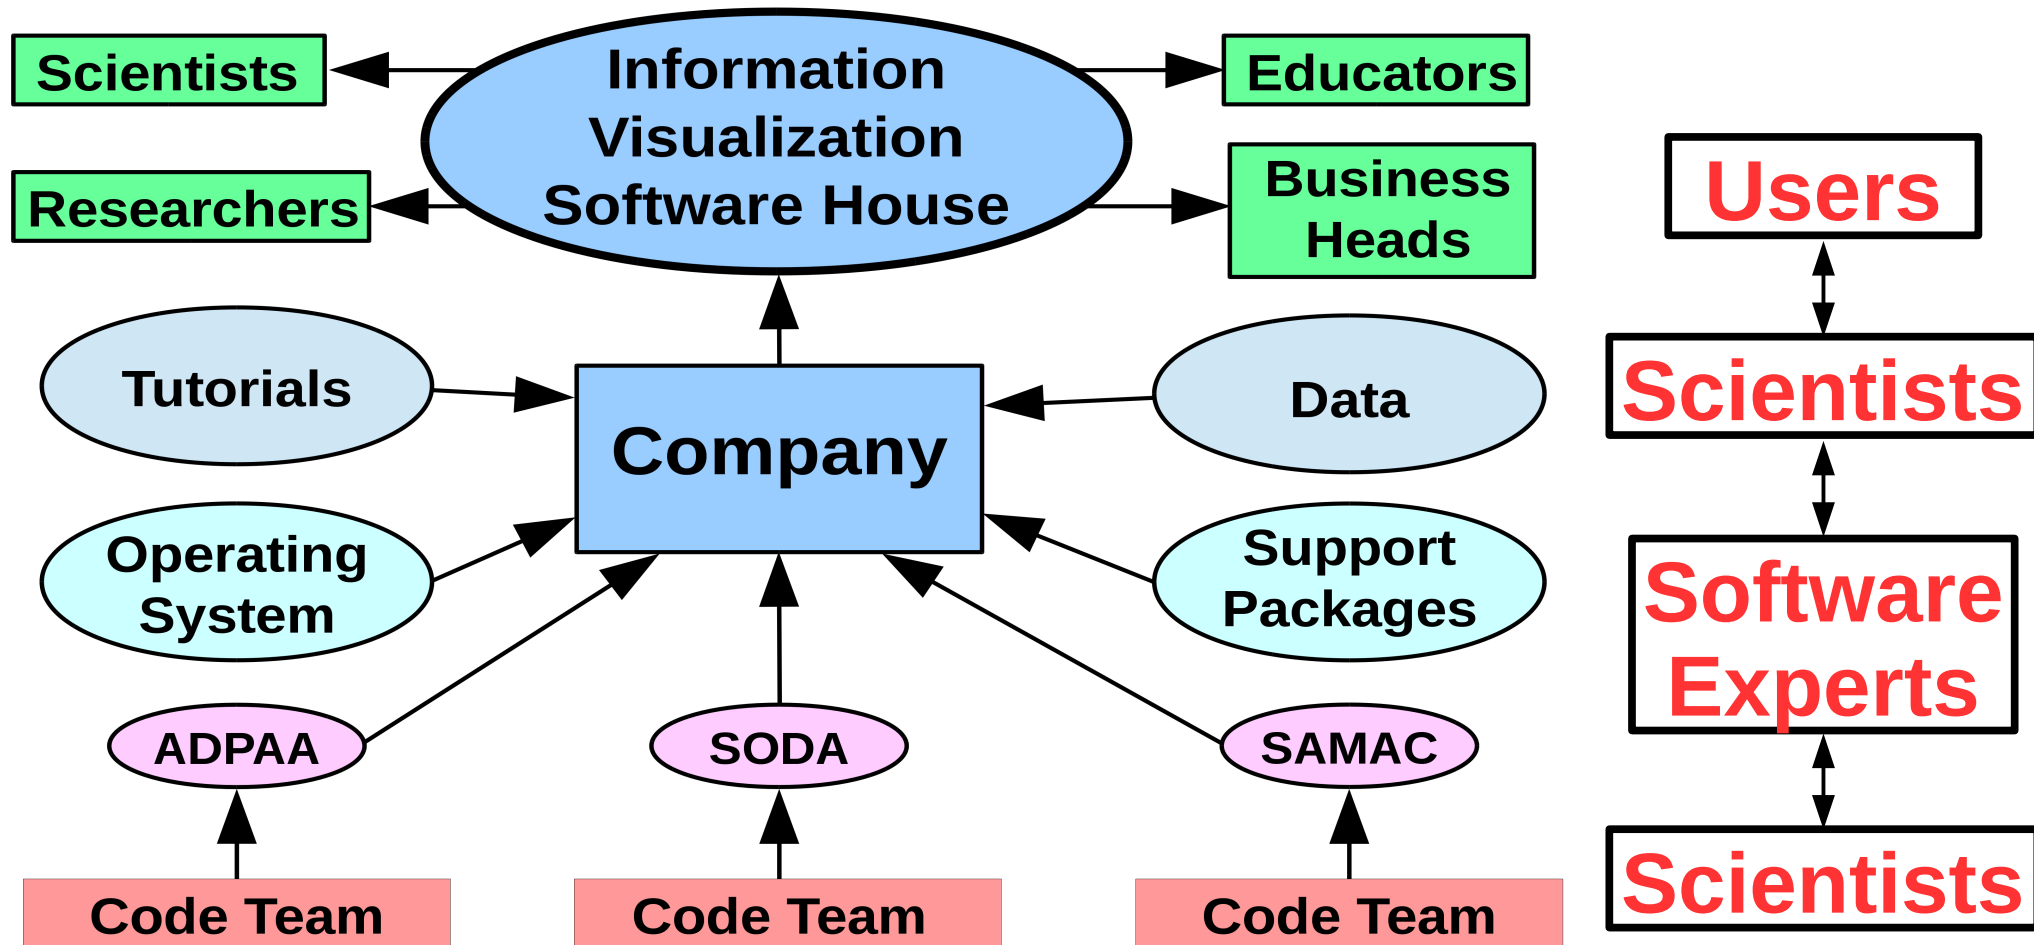 Scientists
Information
Visualization
Software House
Educators
Researchers
Business
Heads
Tutorials
Company
Data
Operating
System
Support
Packages
ADPAA
SODA
SAMAC
Code Team
Code Team
Code Team
Users
Scientists
Software
Experts
Scientists